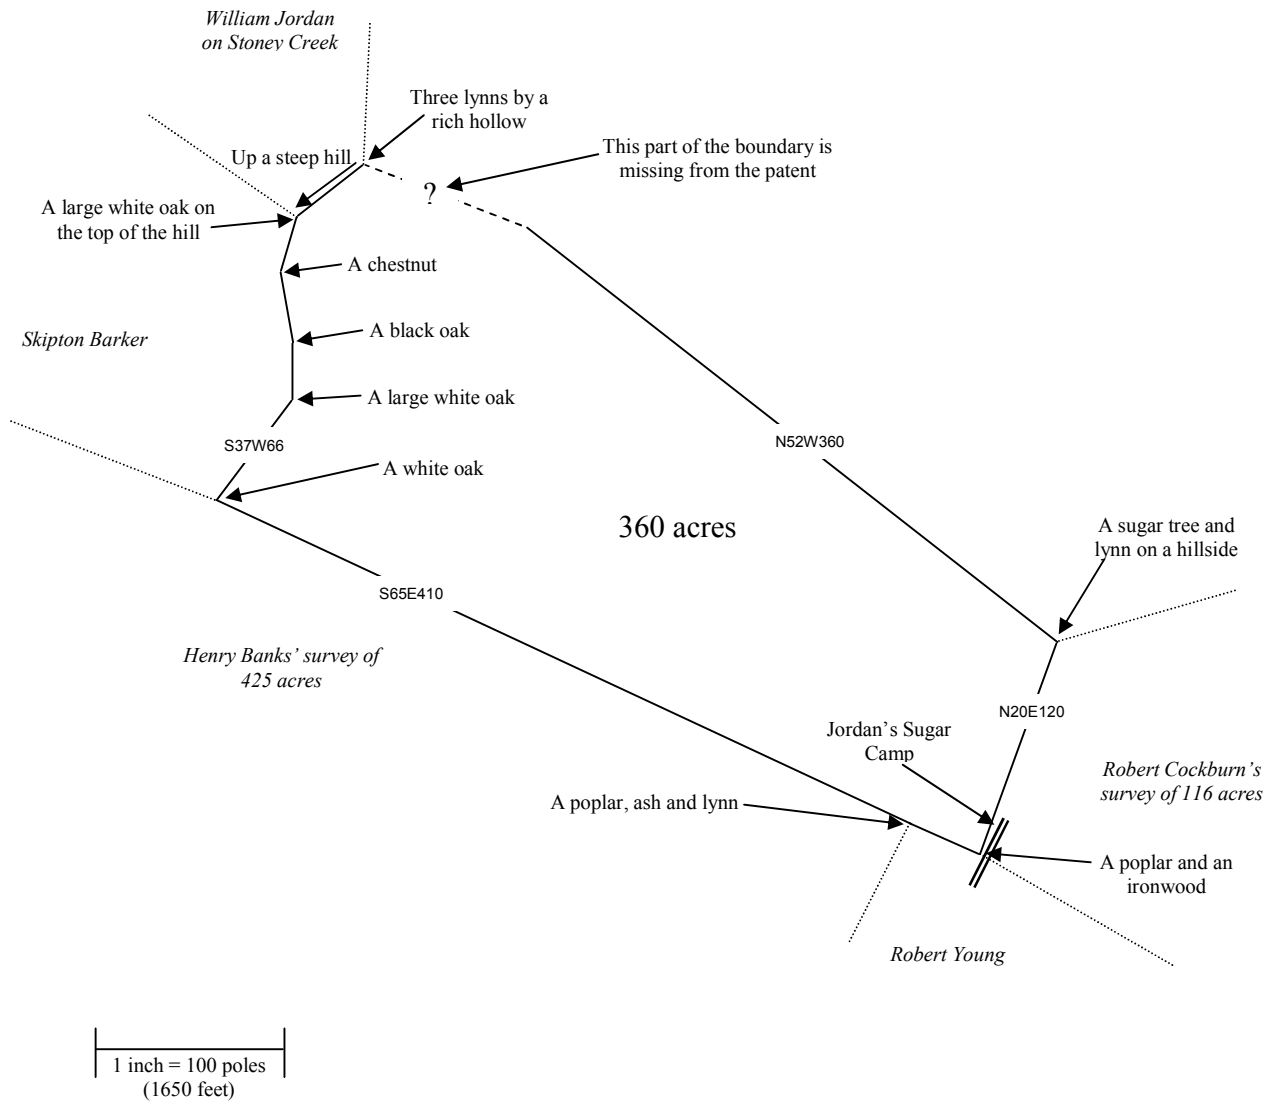 William Jordan
on Stoney Creek
Three lynns by a
rich hollow
This part of the boundary is
missing from the patent
Up a steep hill
?
A large white oak on
the top of the hill
A chestnut
Skipton Barker
A black oak
A large white oak
S37W66
N52W360
A white oak
360 acres
A sugar tree and
lynn on a hillside
S65E410
Henry Banks’ survey of
425 acres
N20E120
Jordan’s Sugar
Camp
Robert Cockburn’s
survey of 116 acres
A poplar, ash and lynn
A poplar and an
ironwood
Robert Young
1 inch = 100 poles
(1650 feet)